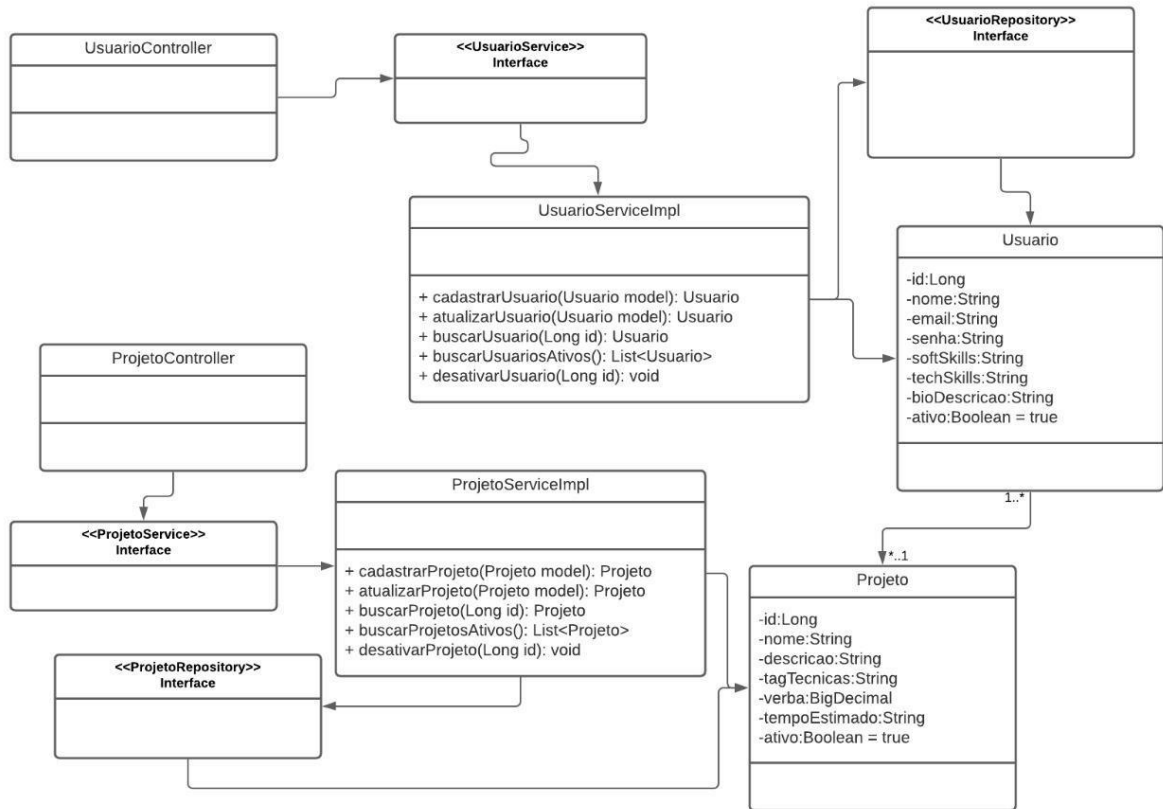 UsuarioController
<<UsuarioService>>
Interface
<<UsuarioRepository>>
Interface
UsuarioServiceImpl
+ cadastrarUsuario(Usuario model): Usuario
+ atualizarUsuario(Usuario model): Usuario
+ buscarUsuario(Long id): Usuario
+ buscarUsuariosAtivos(): List<Usuario>
+ desativarUsuario(Long id): void
Usuario
-id:Long
-nome:String
-email:String
-senha:String
-softSkills:String
-techSkills:String
-bioDescricao:String
-ativo:Boolean = true
1..*
*..1
ProjetoController
<<ProjetoService>>
Interface
ProjetoServiceImpl
+ cadastrarProjeto(Projeto model): Projeto
+ atualizarProjeto(Projeto model): Projeto
+ buscarProjeto(Long id): Projeto
+ buscarProjetosAtivos(): List<Projeto>
+ desativarProjeto(Long id): void
<<ProjetoRepository>>
Interface
Projeto
-id:Long
-nome:String
-descricao:String
-tagTecnicas:String
-verba:BigDecimal
-tempoEstimado:String
-ativo:Boolean = true